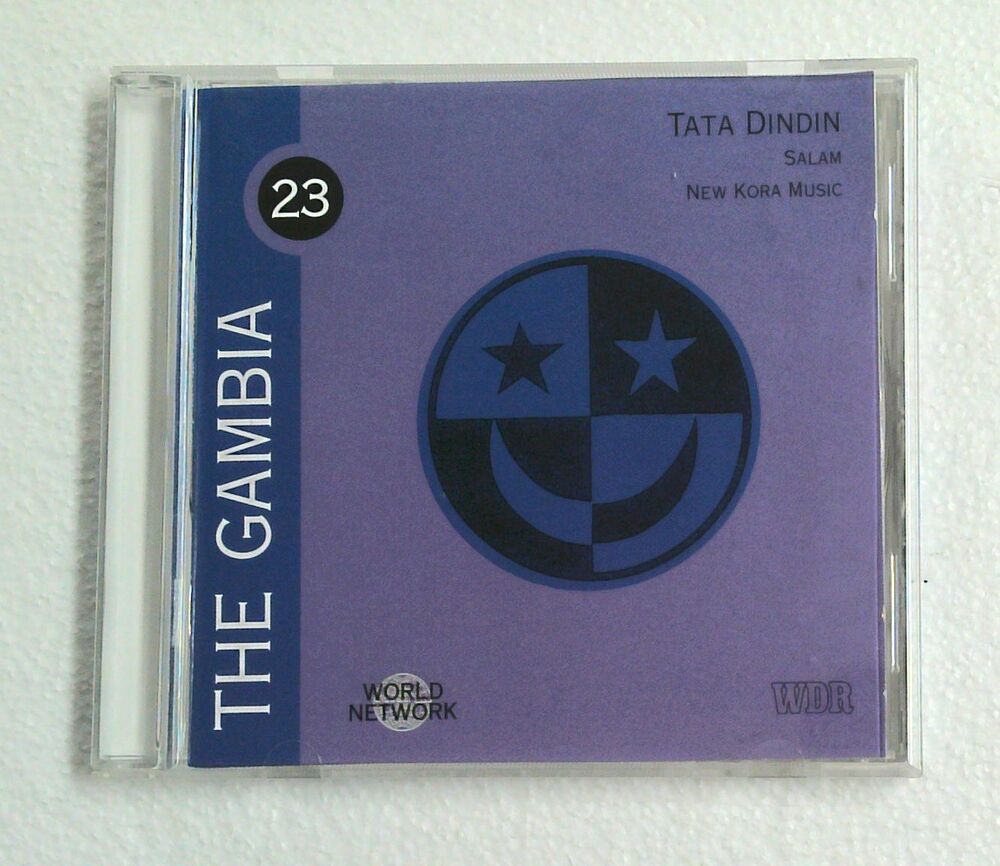 23
THE GAMBIA
TATA DINDIN
SALAM
NEW KORA MUSIC
WORLD
NETWORK
WDR